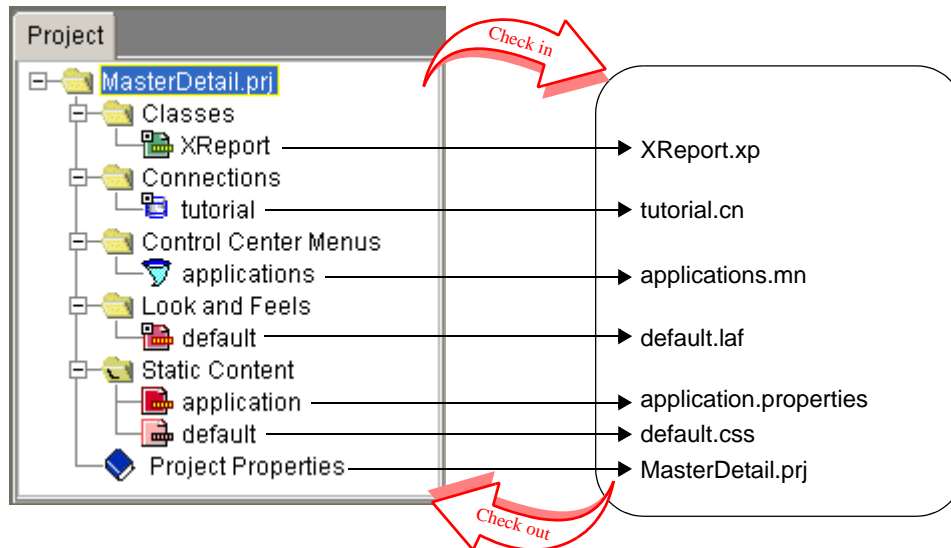 Project
Check in
MasterDetail.prj
Classes
XReport
XReport.xp
Connections
tutorial
tutorial.cn
Control Center Menus
applications
applications.mn
Look and Feels
default
default.laf
Static Content
application
application.properties
default
default.css
Project Properties
MasterDetail.prj
Check out